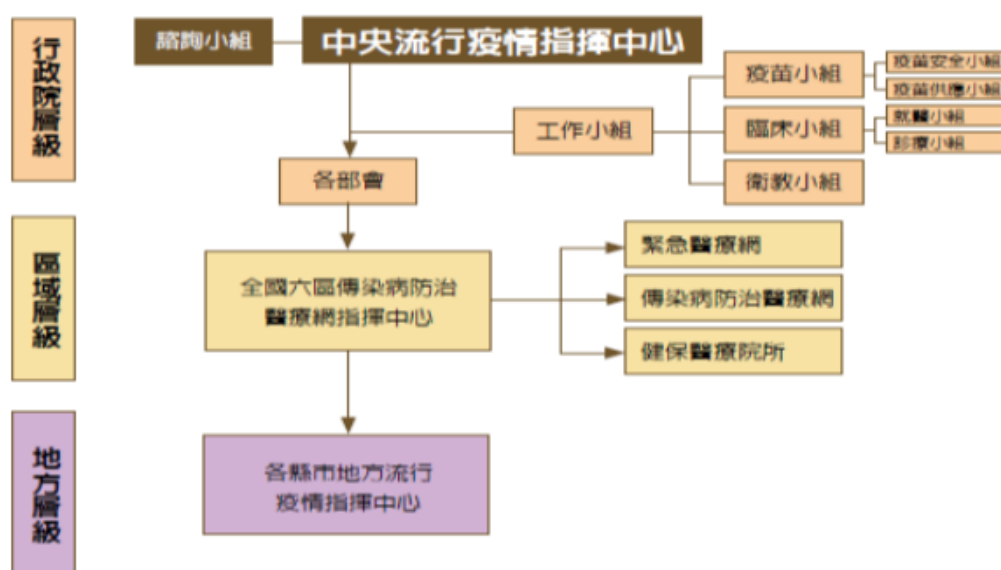 行政院層級
諮詢小組
中央流行疫情指揮中心
疫苗小組
疫苗安全小組
疫苗供應小組
工作小組
臨床小組
就醫小組
診療小組
各部會
衛教小組
區域層級
全國六區傳染病防治
醫療網指揮中心
緊急醫療網
傳染病防治醫療網
健保醫療院所
地方層級
各縣市地方流行
疫情指揮中心